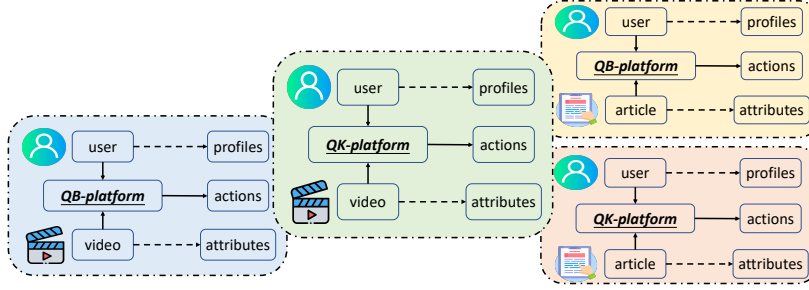 user profiles
QB-platform actions
video attributes
user profiles
QK-platform actions
video attributes
user profiles
QB-platform actions
article attributes
user profiles
QK-platform actions
article attributes